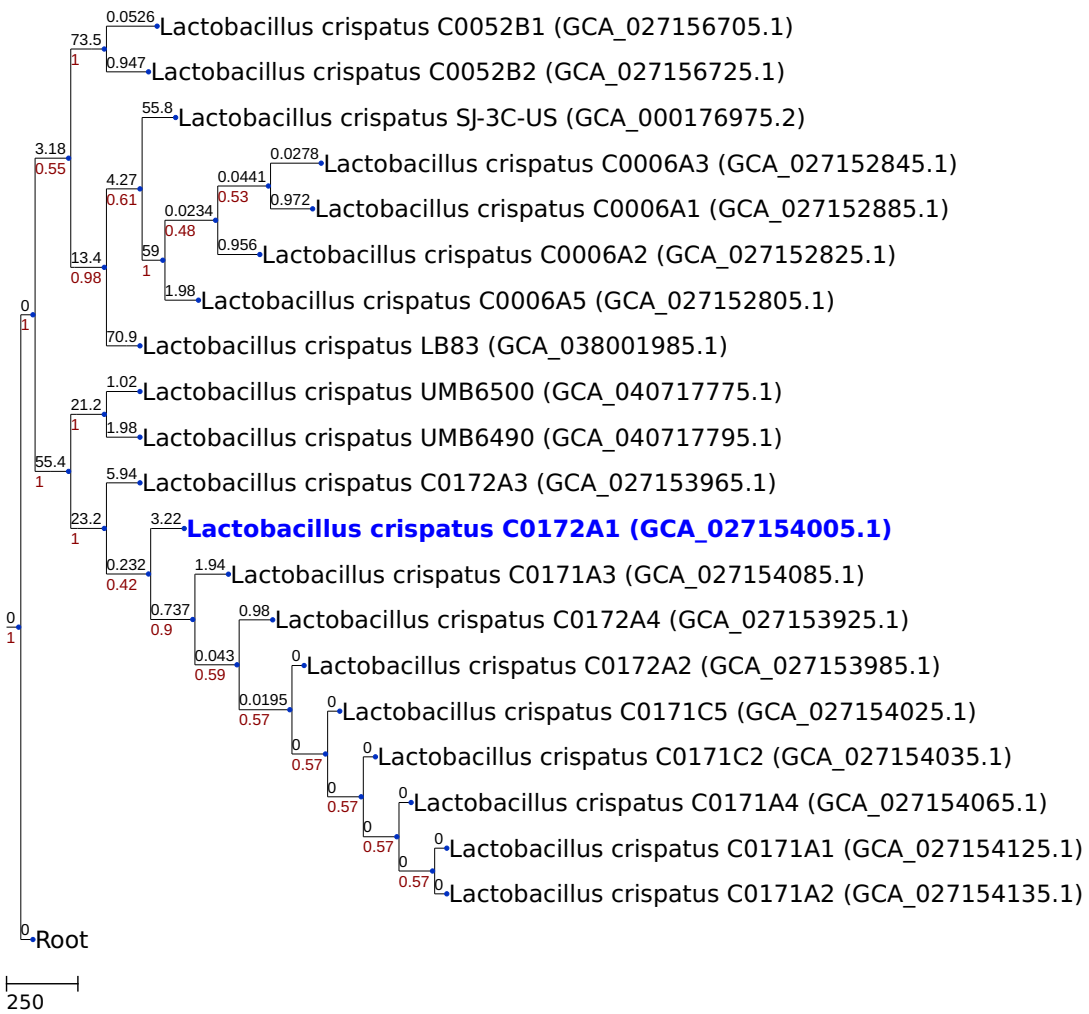 0.0526
Lactobacillus crispatus C0052B1 (GCA_027156705.1)
73.5
1
0.947
Lactobacillus crispatus C0052B2 (GCA_027156725.1)
55.8
Lactobacillus crispatus SJ-3C-US (GCA_000176975.2)
3.18
0.55
0.0278
Lactobacillus crispatus C0006A3 (GCA_027152845.1)
4.27
0.61
0.0441
0.53
0.972
Lactobacillus crispatus C0006A1 (GCA_027152885.1)
0.0234
0.48
0.956
Lactobacillus crispatus C0006A2 (GCA_027152825.1)
13.4
0.98
59
1
1.98
Lactobacillus crispatus C0006A5 (GCA_027152805.1)
0
1
70.9
Lactobacillus crispatus LB83 (GCA_038001985.1)
1.02
Lactobacillus crispatus UMB6500 (GCA_040717775.1)
21.2
1
1.98
Lactobacillus crispatus UMB6490 (GCA_040717795.1)
55.4
1
5.94
Lactobacillus crispatus C0172A3 (GCA_027153965.1)
23.2
1
3.22
Lactobacillus crispatus C0172A1 (GCA_027154005.1)
0.232
0.42
1.94
Lactobacillus crispatus C0171A3 (GCA_027154085.1)
0
1
0.737
0.9
0.98
Lactobacillus crispatus C0172A4 (GCA_027153925.1)
0.043
0.59
0
Lactobacillus crispatus C0172A2 (GCA_027153985.1)
0.0195
0.57
0
Lactobacillus crispatus C0171C5 (GCA_027154025.1)
0
0.57
0
Lactobacillus crispatus C0171C2 (GCA_027154035.1)
0
0.57
0
Lactobacillus crispatus C0171A4 (GCA_027154065.1)
0
0.57
0
Lactobacillus crispatus C0171A1 (GCA_027154125.1)
0
0.57
0
Lactobacillus crispatus C0171A2 (GCA_027154135.1)
0
Root
250